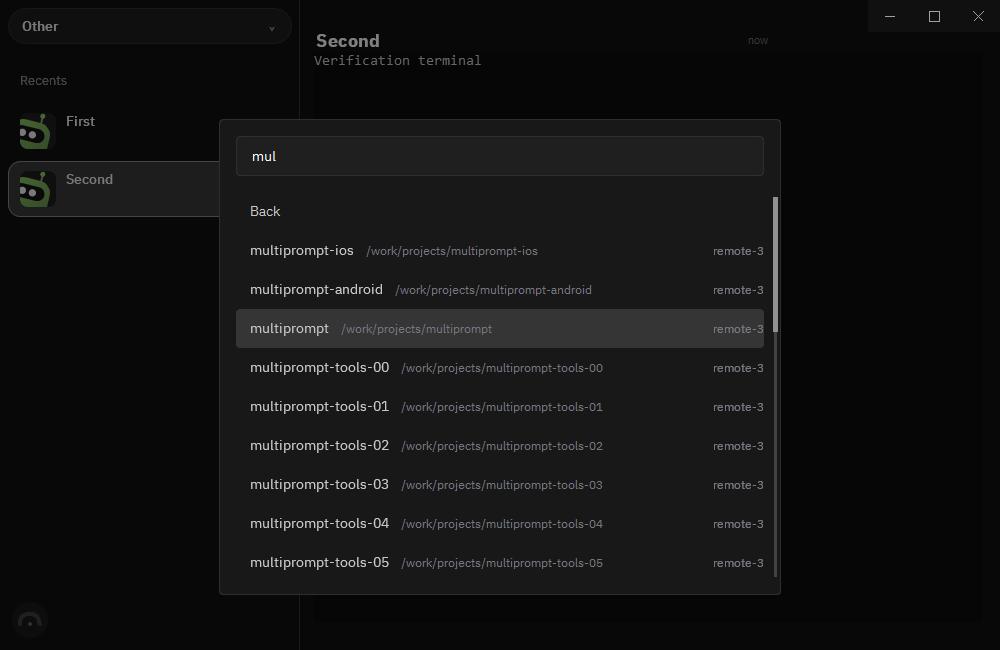 Other
Recents
First
Second
Second
now
Verification terminal
mul
Back
multiprompt-ios /work/projects/multiprompt-ios remote-3
multiprompt-android /work/projects/multiprompt-android remote-3
multiprompt /work/projects/multiprompt remote-3
multiprompt-tools-00 /work/projects/multiprompt-tools-00 remote-3
multiprompt-tools-01 /work/projects/multiprompt-tools-01 remote-3
multiprompt-tools-02 /work/projects/multiprompt-tools-02 remote-3
multiprompt-tools-03 /work/projects/multiprompt-tools-03 remote-3
multiprompt-tools-04 /work/projects/multiprompt-tools-04 remote-3
multiprompt-tools-05 /work/projects/multiprompt-tools-05 remote-3